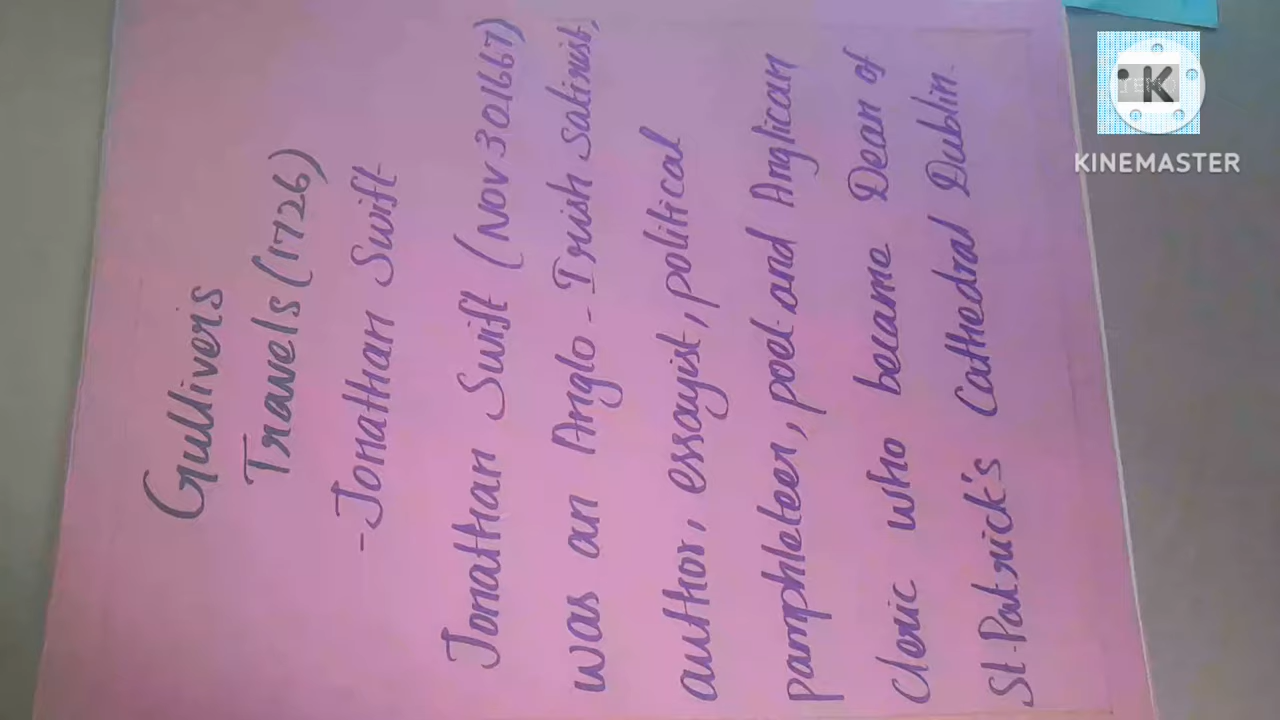 Gulliver's
Travels (1726)
- Jonathan Swift
Jonathan Swift (Nov 30 1667)
was an Anglo - Irish satirist,
author, essayist, political
pamphleteer, poet and Anglican
Cleric who became Dean of
St. Patrick's Cathedral Dublin.
KINEMASTER